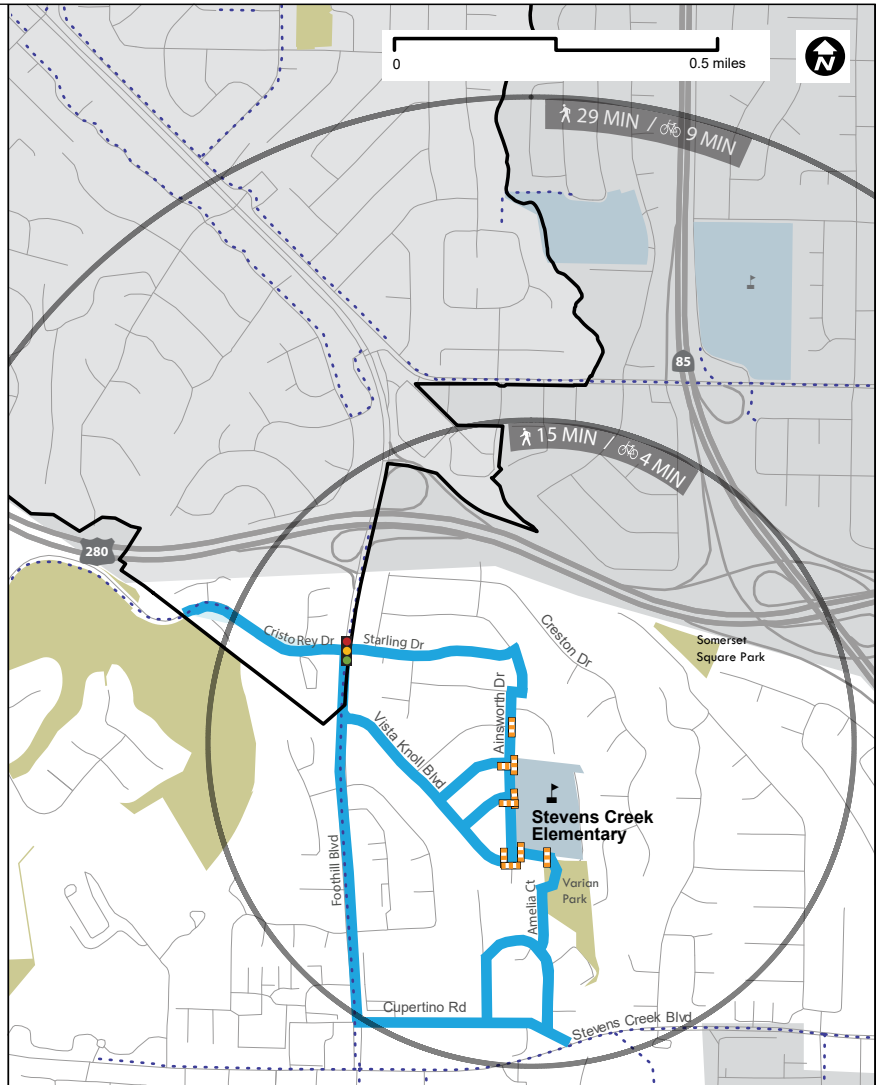 0
0.5 miles
N
29 MIN / 9 MIN
85
15 MIN / 4 MIN
280
Cristo Rey Dr
Starling Dr
Creston Dr
Somerset
Square Park
Ainsworth Dr
Vista Knoll Blvd
Stevens Creek
Elementary
Foothill Blvd
Varian
Park
Amelia Ct
Cupertino Rd
Stevens Creek Blvd